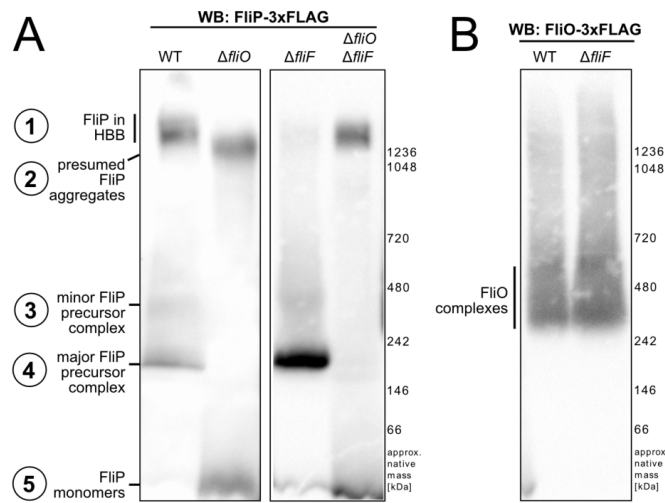 A
WB: FliP-3xFLAG
WT
ΔfliO
ΔfliF
ΔfliO
ΔfliF
1
FliP in
HBB
2
presumed
FliP
aggregates
3
minor FliP
precursor
complex
4
major FliP
precursor
complex
5
FliP
monomers
1236
1048
720
480
242
146
66
approx.
native
mass
[kDa]
B
WB: FliO-3xFLAG
WT
ΔfliF
FliO
complexes
1236
1048
720
480
242
146
66
approx.
native
mass
[kDa]